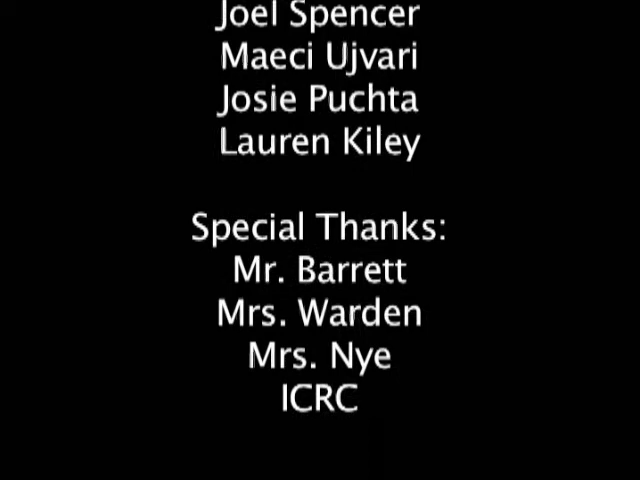 Joel Spencer
Maeci Ujvari
Josie Puchta
Lauren Kiley
Special Thanks:
Mr. Barrett
Mrs. Warden
Mrs. Nye
ICRC